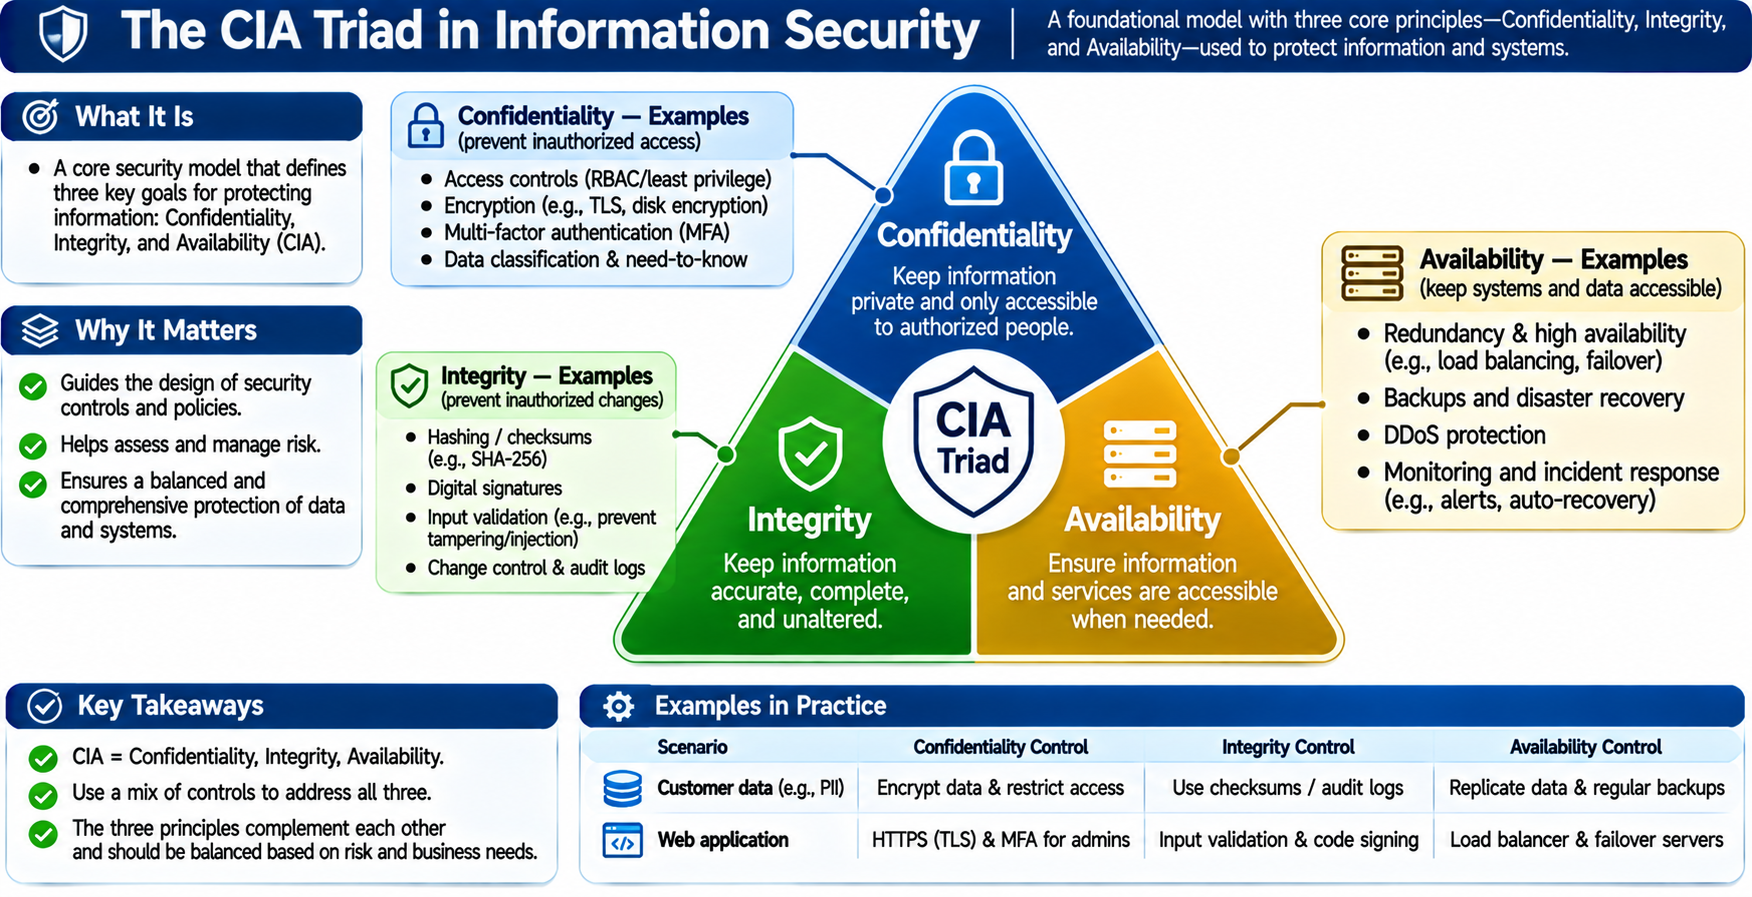 The CIA Triad in Information Security
A foundational model with three core principles—Confidentiality, Integrity,
and Availability—used to protect information and systems.
What It Is
• A core security model that defines
three key goals for protecting
information: Confidentiality,
Integrity, and Availability (CIA).
Why It Matters
Guides the design of security
controls and policies.
Helps assess and manage risk.
Ensures a balanced and
comprehensive protection of data
and systems.
Confidentiality — Examples
(prevent inauthorized access)
• Access controls (RBAC/least privilege)
• Encryption (e.g., TLS, disk encryption)
• Multi-factor authentication (MFA)
• Data classification & need-to-know
Integrity — Examples
(prevent inauthorized changes)
• Hashing / checksums
(e.g., SHA-256)
• Digital signatures
• Input validation (e.g., prevent
tampering/injection)
• Change control & audit logs
Confidentiality
Keep information
private and only accessible
to authorized people.
CIA
Triad
Integrity
Keep information
accurate, complete,
and unaltered.
Availability
Ensure information
and services are accessible
when needed.
Availability — Examples
(keep systems and data accessible)
• Redundancy & high availability
(e.g., load balancing, failover)
• Backups and disaster recovery
• DDoS protection
• Monitoring and incident response
(e.g., alerts, auto-recovery)
Key Takeaways
CIA = Confidentiality, Integrity, Availability.
Use a mix of controls to address all three.
The three principles complement each other
and should be balanced based on risk and business needs.
Examples in Practice
Scenario Confidentiality Control Integrity Control Availability Control
Customer data (e.g., PII) Encrypt data & restrict access Use checksums / audit logs Replicate data & regular backups
Web application HTTPS (TLS) & MFA for admins Input validation & code signing Load balancer & failover servers